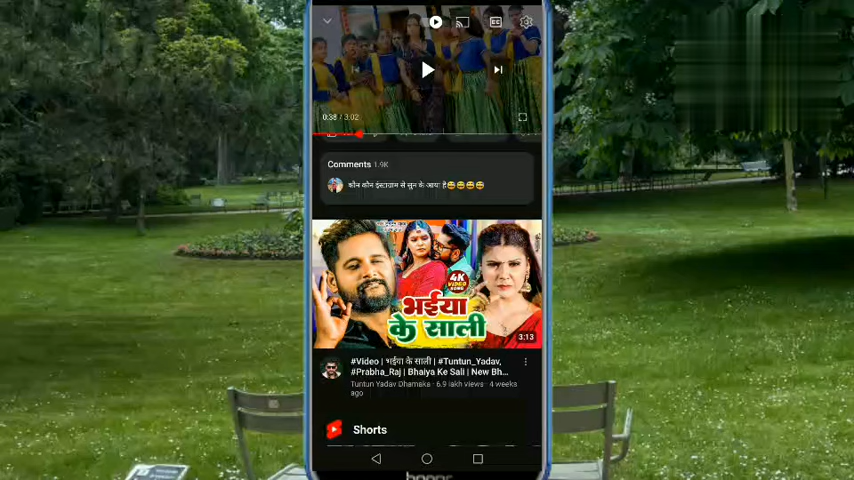 0:38 / 3:02
Comments 1.9K
कौन कौन इंस्टाग्राम से सुन के आया है😂😂😂😂
4K
VIDEO SONG
भईया
के साली
3:13
#Video | भईया के साली | #Tuntun_Yadav,
#Prabha_Raj | Bhaiya Ke Sali | New Bh...
Tuntun Yadav Dhamaka · 6.9 lakh views · 4 weeks
ago
Shorts